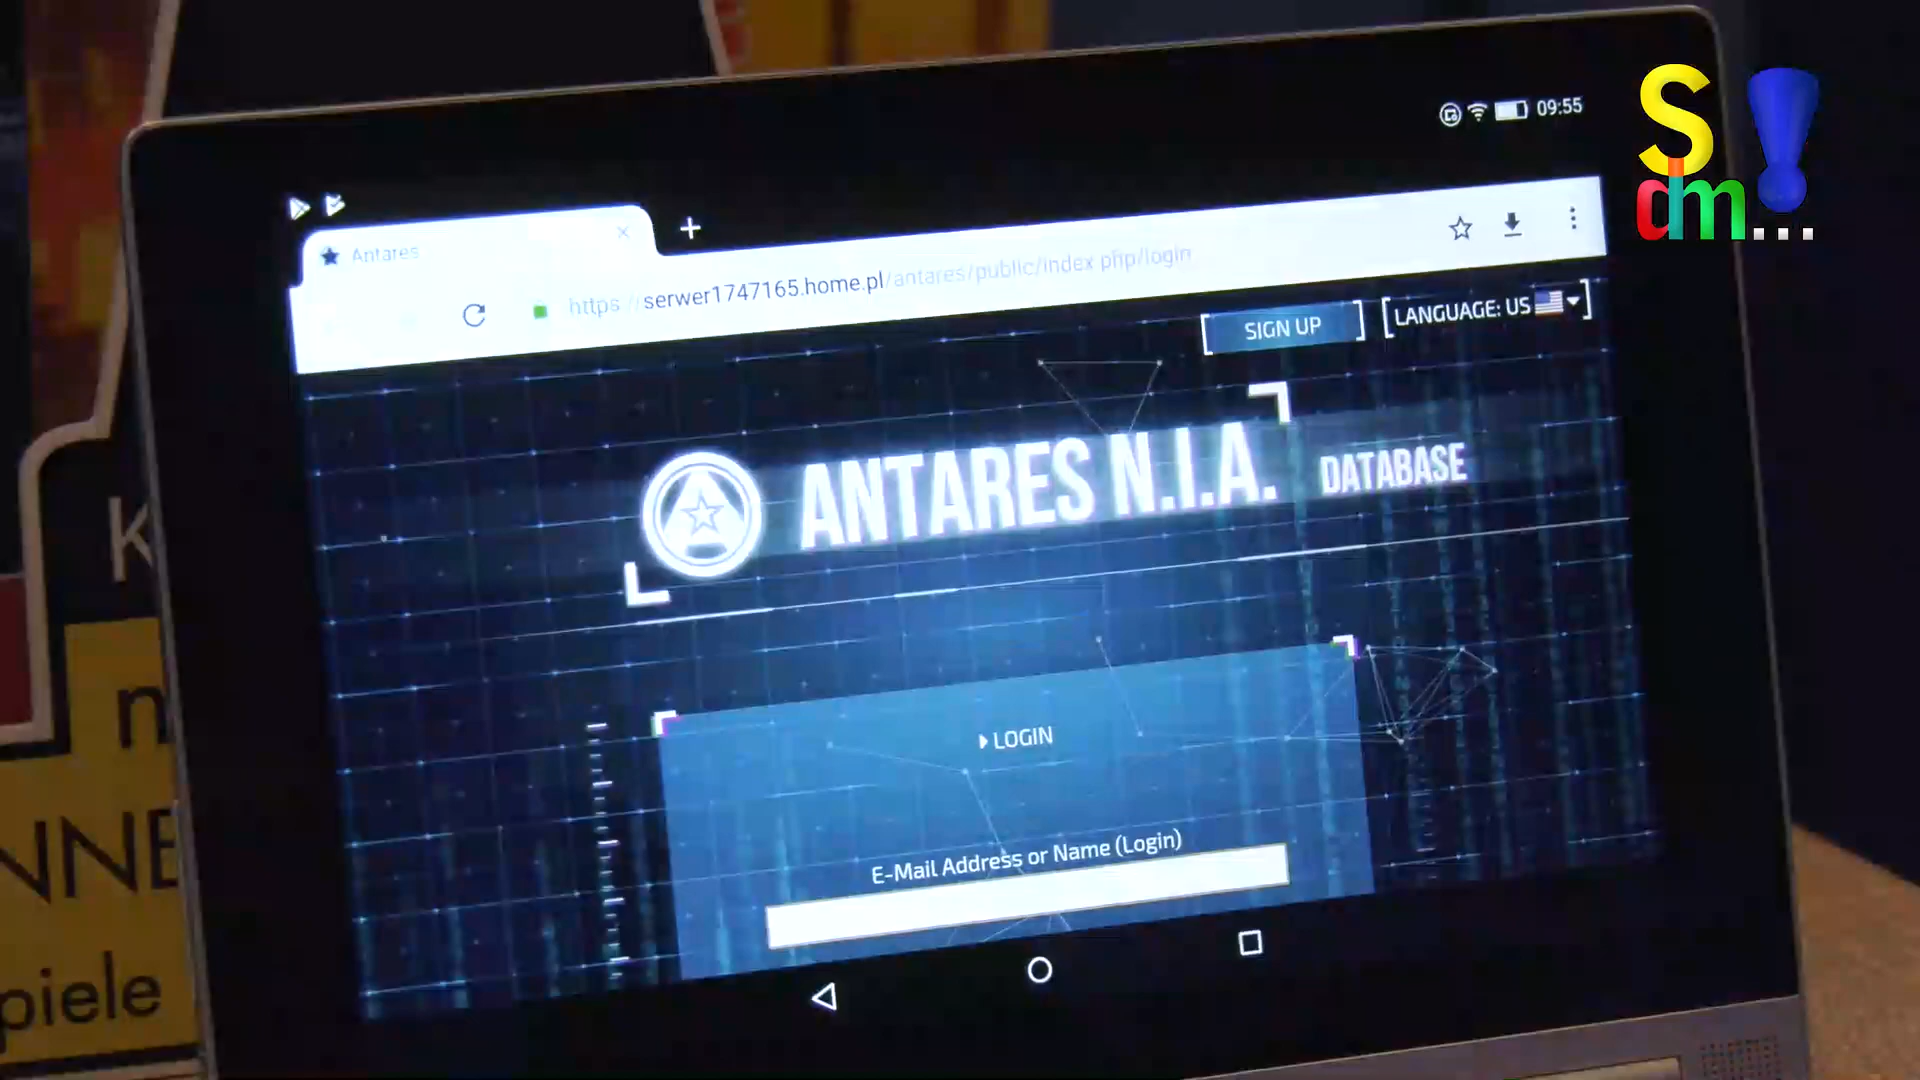 09:55
S!
dm...
Antares
https://serwer1747165.home.pl/antares/public/index.php/login
SIGN UP
LANGUAGE: US
ANTARES N.I.A. DATABASE
LOGIN
E-Mail Address or Name (Login)
K
n
NNE
piele